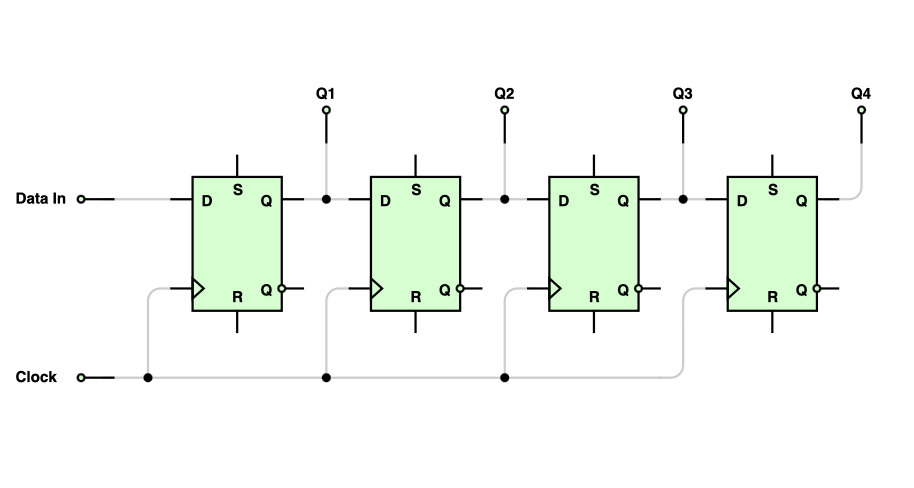 Q1 Q2 Q3 Q4
S S S S
Data In D Q D Q D Q D Q
R Q R Q R Q R Q
Clock